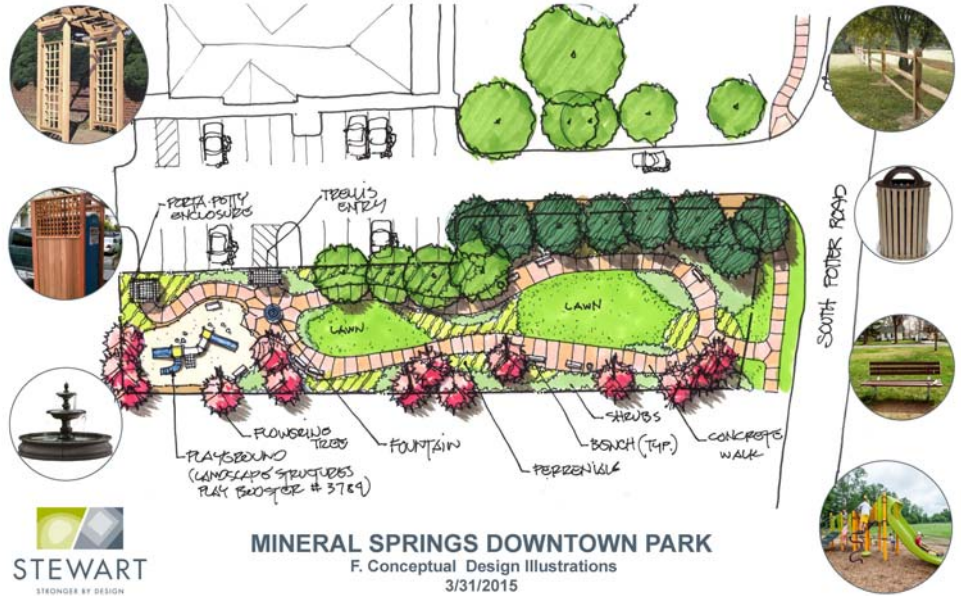 PORTA-POTTY
ENCLOSURE
TRELLIS
ENTRY
SOUTH POTTER ROAD
LAWN
LAWN
FLOWERING
TREE
PLAYGROUND
(LANDSCAPE STRUCTURES
PLAY BOOSTER # 3789)
FOUNTAIN
PERRENIALS
SHRUBS
BENCH (TYP.)
CONCRETE
WALK
STEWART
STRONGER BY DESIGN
MINERAL SPRINGS DOWNTOWN PARK
F. Conceptual Design Illustrations
3/31/2015